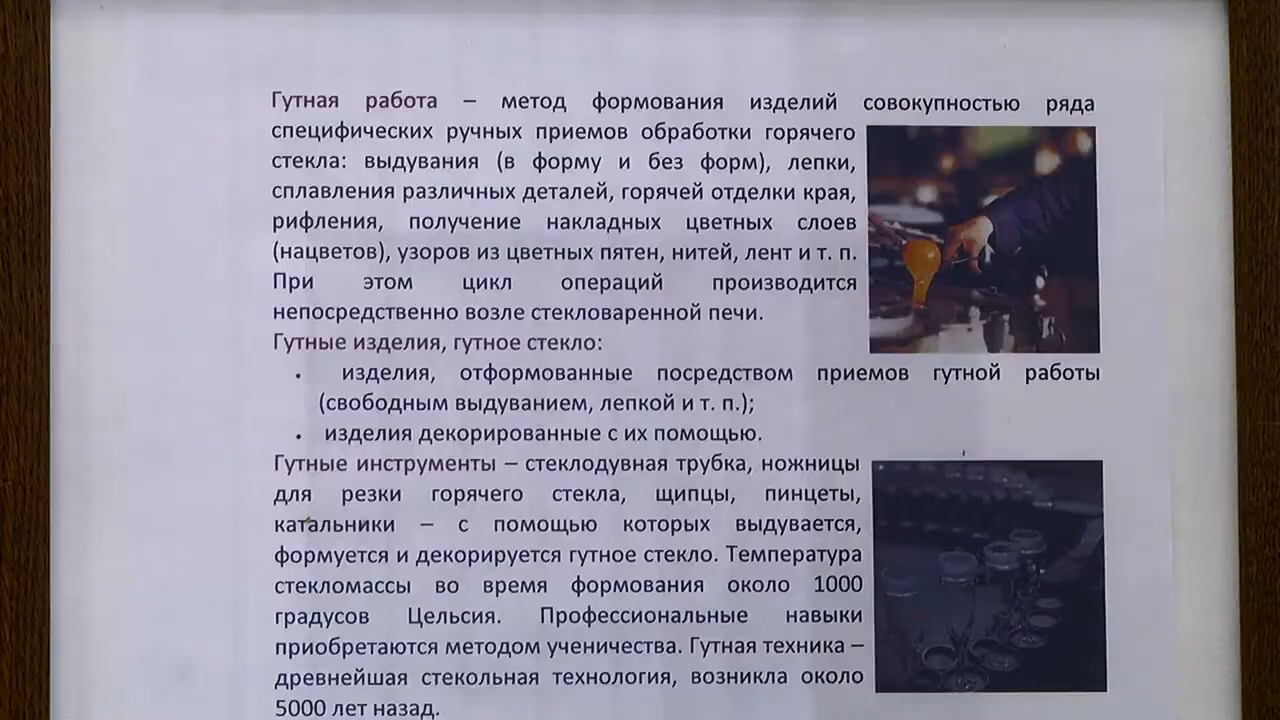 Гутная работа – метод формования изделий совокупностью ряда
специфических ручных приемов обработки горячего
стекла: выдувания (в форму и без форм), лепки,
сплавления различных деталей, горячей отделки края,
рифления, получение накладных цветных слоев
(нацветов), узоров из цветных пятен, нитей, лент и т. п.
При этом цикл операций производится
непосредственно возле стекловаренной печи.
Гутные изделия, гутное стекло:
• изделия, отформованные посредством приемов гутной работы
(свободным выдуванием, лепкой и т. п.);
• изделия декорированные с их помощью.
Гутные инструменты – стеклодувная трубка, ножницы
для резки горячего стекла, щипцы, пинцеты,
катальники – с помощью которых выдувается,
формуется и декорируется гутное стекло. Температура
стекломассы во время формования около 1000
градусов Цельсия. Профессиональные навыки
приобретаются методом ученичества. Гутная техника –
древнейшая стекольная технология, возникла около
5000 лет назад.